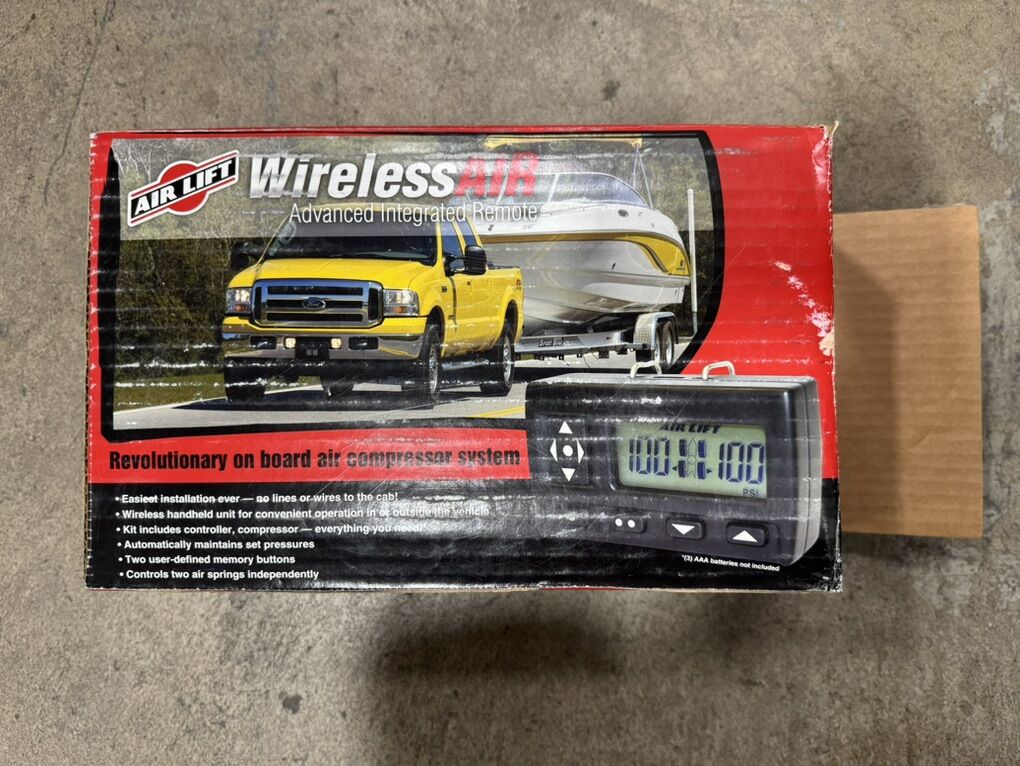 AIR LIFT
WirelessAIR
Advanced Integrated Remote
Ford
AIR LIFT
100 100
PSI
Revolutionary on board air compressor system
• Easiest installation ever — no lines or wires to the cab!
• Wireless handheld unit for convenient operation in or outside the vehicle
• Kit includes controller, compressor — everything you need!*
• Automatically maintains set pressures
• Two user-defined memory buttons
• Controls two air springs independently
*(3) AAA batteries not included